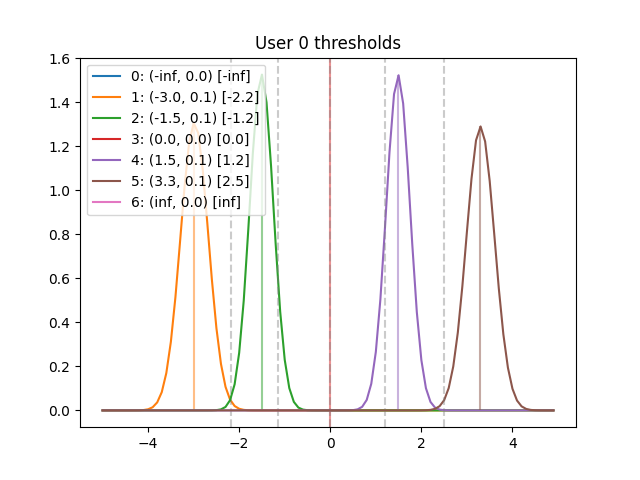 User 0 thresholds
0: (-inf, 0.0) [-inf]
1: (-3.0, 0.1) [-2.2]
2: (-1.5, 0.1) [-1.2]
3: (0.0, 0.0) [0.0]
4: (1.5, 0.1) [1.2]
5: (3.3, 0.1) [2.5]
6: (inf, 0.0) [inf]
1.6
1.4
1.2
1.0
0.8
0.6
0.4
0.2
0.0
−4 −2 0 2 4